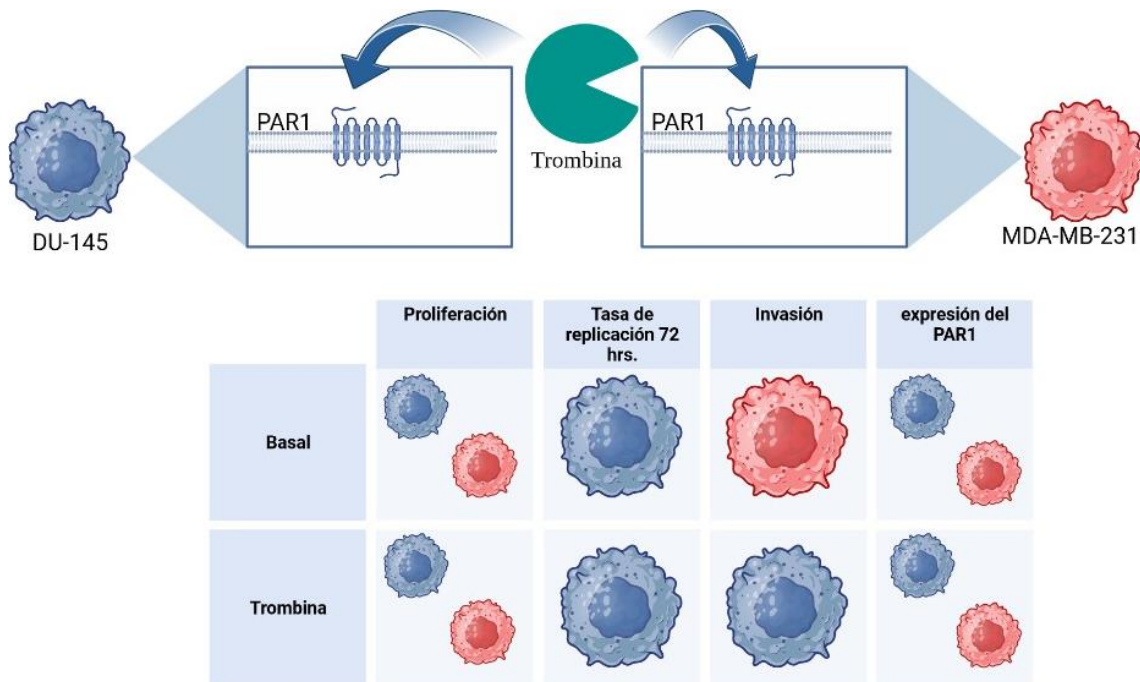 PAR1
PAR1
Trombina
DU-145
MDA-MB-231
Proliferación
Tasa de
replicación 72
hrs.
Invasión
expresión del
PAR1
Basal
Trombina